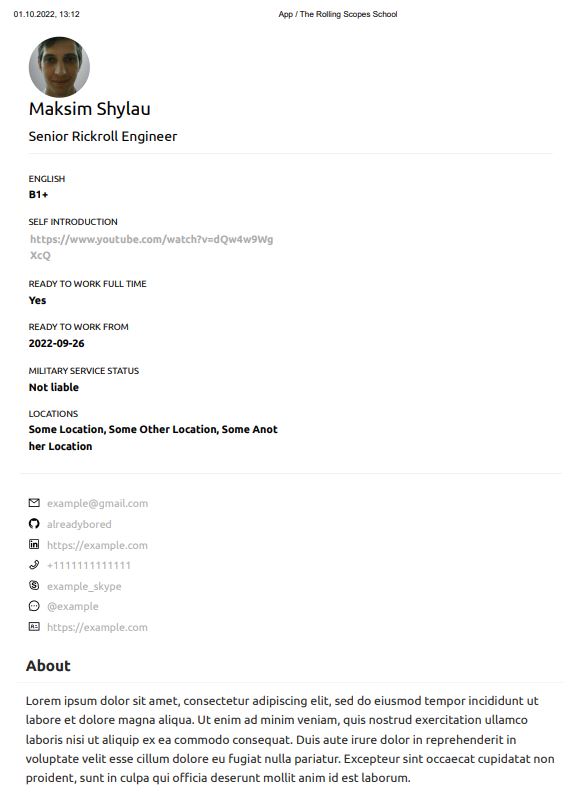 01.10.2022, 13:12 App / The Rolling Scopes School
Maksim Shylau
Senior Rickroll Engineer
ENGLISH
B1+
SELF INTRODUCTION
https://www.youtube.com/watch?v=dQw4w9Wg
XcQ
READY TO WORK FULL TIME
Yes
READY TO WORK FROM
2022-09-26
MILITARY SERVICE STATUS
Not liable
LOCATIONS
Some Location, Some Other Location, Some Anot
her Location
example@gmail.com
alreadybored
https://example.com
+1111111111111
example_skype
@example
https://example.com
About
Lorem ipsum dolor sit amet, consectetur adipiscing elit, sed do eiusmod tempor incididunt ut
labore et dolore magna aliqua. Ut enim ad minim veniam, quis nostrud exercitation ullamco
laboris nisi ut aliquip ex ea commodo consequat. Duis aute irure dolor in reprehenderit in
voluptate velit esse cillum dolore eu fugiat nulla pariatur. Excepteur sint occaecat cupidatat non
proident, sunt in culpa qui officia deserunt mollit anim id est laborum.